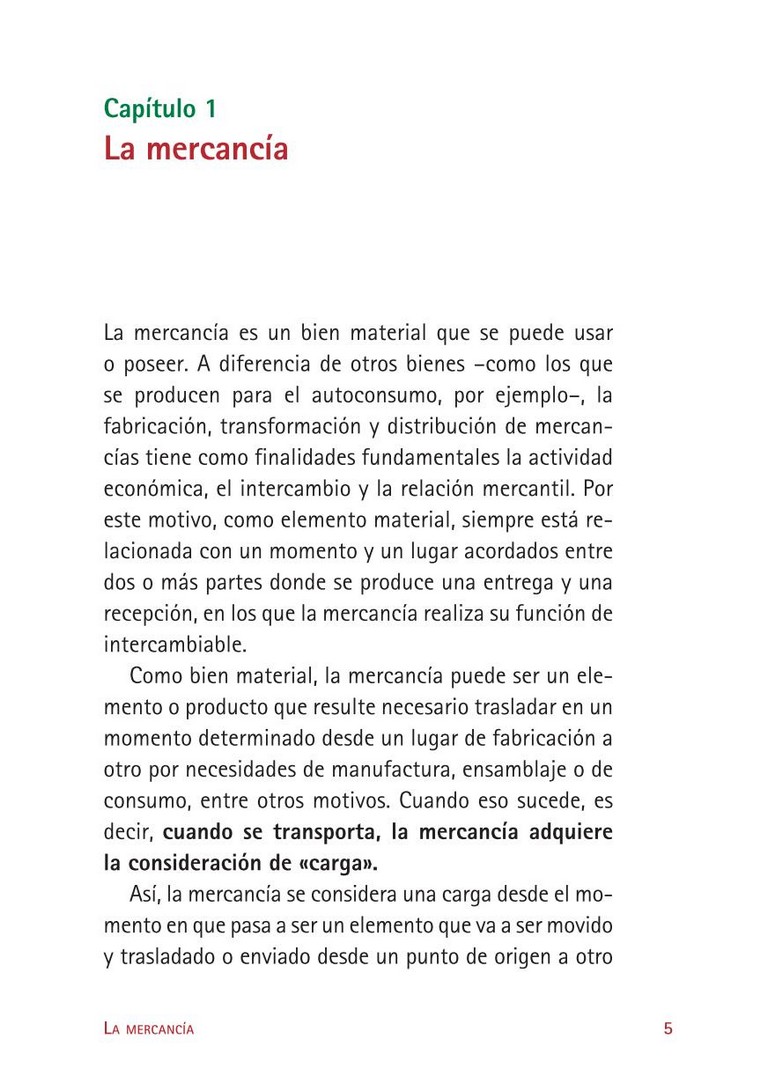 Capítulo 1
La mercancía
La mercancía es un bien material que se puede usar
o poseer. A diferencia de otros bienes –como los que
se producen para el autoconsumo, por ejemplo–, la
fabricación, transformación y distribución de mercan-
cías tiene como finalidades fundamentales la actividad
económica, el intercambio y la relación mercantil. Por
este motivo, como elemento material, siempre está re-
lacionada con un momento y un lugar acordados entre
dos o más partes donde se produce una entrega y una
recepción, en los que la mercancía realiza su función de
intercambiable.
Como bien material, la mercancía puede ser un ele-
mento o producto que resulte necesario trasladar en un
momento determinado desde un lugar de fabricación a
otro por necesidades de manufactura, ensamblaje o de
consumo, entre otros motivos. Cuando eso sucede, es
decir, cuando se transporta, la mercancía adquiere
la consideración de «carga».
Así, la mercancía se considera una carga desde el mo-
mento en que pasa a ser un elemento que va a ser movido
y trasladado o enviado desde un punto de origen a otro
La mercancía 5